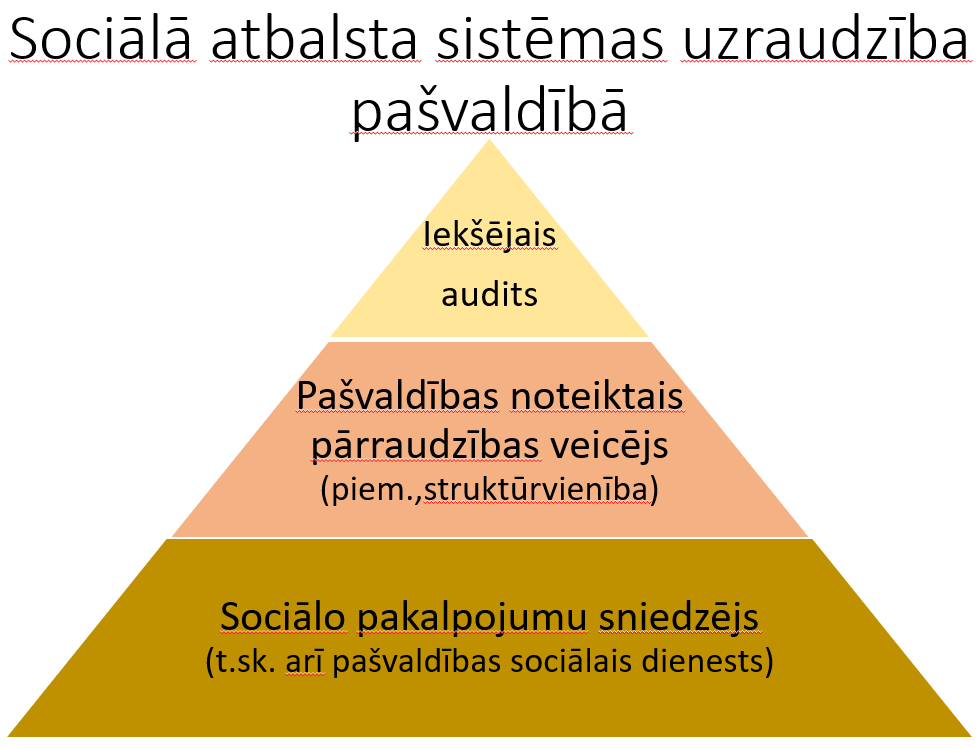 Sociālā atbalsta sistēmas uzraudzība
pašvaldībā
Iekšējais
audits
Pašvaldības noteiktais
pārraudzības veicējs
(piem.,struktūrvienība)
Sociālo pakalpojumu sniedzējs
(t.sk. arī pašvaldības sociālais dienests)